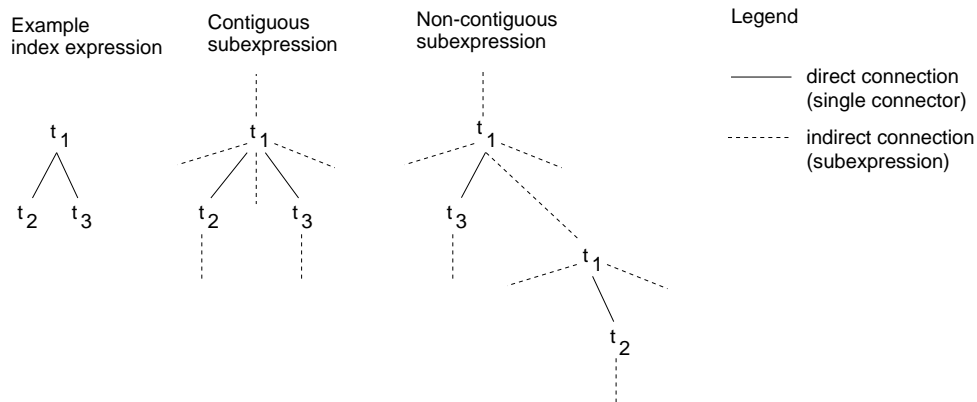 Example
index expression
Contiguous
subexpression
Non-contiguous
subexpression
Legend
direct connection
(single connector)
indirect connection
(subexpression)
t1
t2 t3
t1
t2 t3
t1
t3
t1
t2